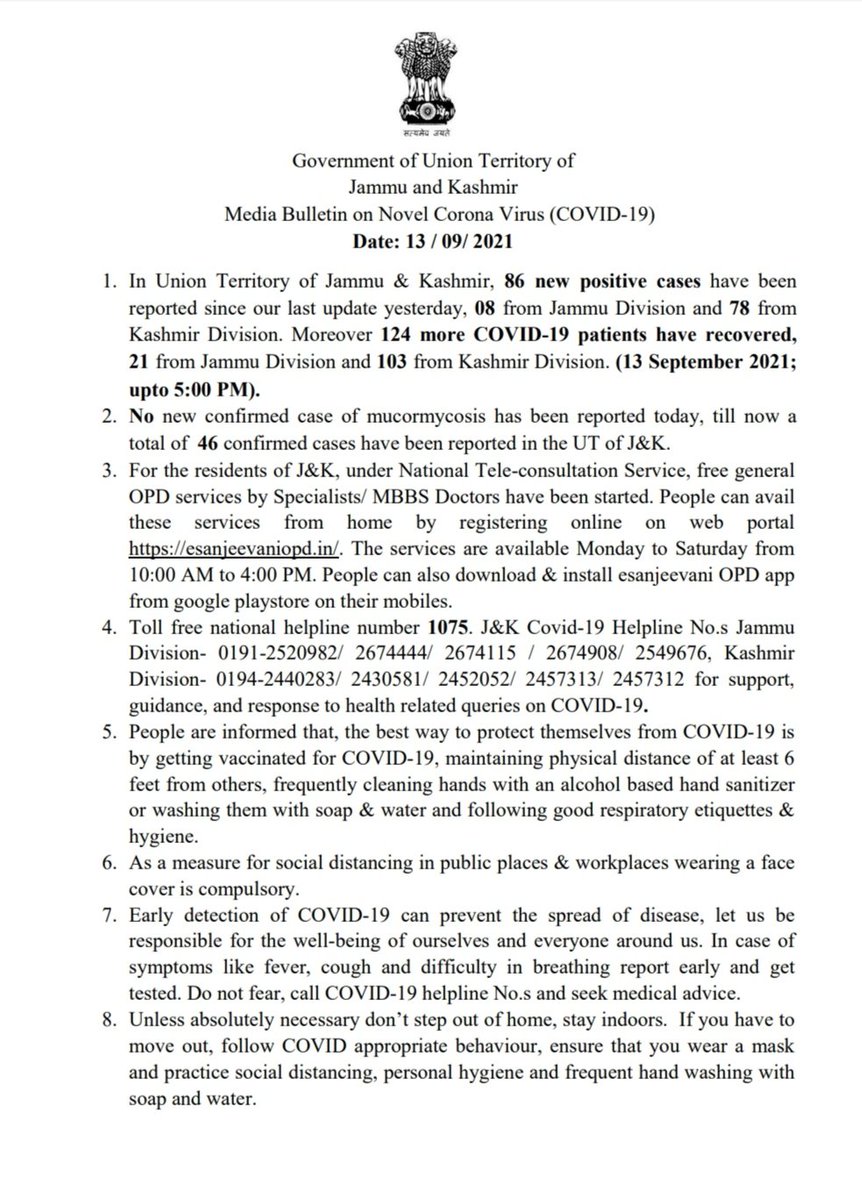 सत्यमेव जयते
Government of Union Territory of
Jammu and Kashmir
Media Bulletin on Novel Corona Virus (COVID-19)
Date: 13 / 09/ 2021
1. In Union Territory of Jammu & Kashmir, 86 new positive cases have been
reported since our last update yesterday, 08 from Jammu Division and 78 from
Kashmir Division. Moreover 124 more COVID-19 patients have recovered,
21 from Jammu Division and 103 from Kashmir Division. (13 September 2021;
upto 5:00 PM).
2. No new confirmed case of mucormycosis has been reported today, till now a
total of 46 confirmed cases have been reported in the UT of J&K.
3. For the residents of J&K, under National Tele-consultation Service, free general
OPD services by Specialists/ MBBS Doctors have been started. People can avail
these services from home by registering online on web portal
https://esanjeevaniopd.in/. The services are available Monday to Saturday from
10:00 AM to 4:00 PM. People can also download & install esanjeevani OPD app
from google playstore on their mobiles.
4. Toll free national helpline number 1075. J&K Covid-19 Helpline No.s Jammu
Division- 0191-2520982/ 2674444/ 2674115 / 2674908/ 2549676, Kashmir
Division- 0194-2440283/ 2430581/ 2452052/ 2457313/ 2457312 for support,
guidance, and response to health related queries on COVID-19.
5. People are informed that, the best way to protect themselves from COVID-19 is
by getting vaccinated for COVID-19, maintaining physical distance of at least 6
feet from others, frequently cleaning hands with an alcohol based hand sanitizer
or washing them with soap & water and following good respiratory etiquettes &
hygiene.
6. As a measure for social distancing in public places & workplaces wearing a face
cover is compulsory.
7. Early detection of COVID-19 can prevent the spread of disease, let us be
responsible for the well-being of ourselves and everyone around us. In case of
symptoms like fever, cough and difficulty in breathing report early and get
tested. Do not fear, call COVID-19 helpline No.s and seek medical advice.
8. Unless absolutely necessary don’t step out of home, stay indoors. If you have to
move out, follow COVID appropriate behaviour, ensure that you wear a mask
and practice social distancing, personal hygiene and frequent hand washing with
soap and water.